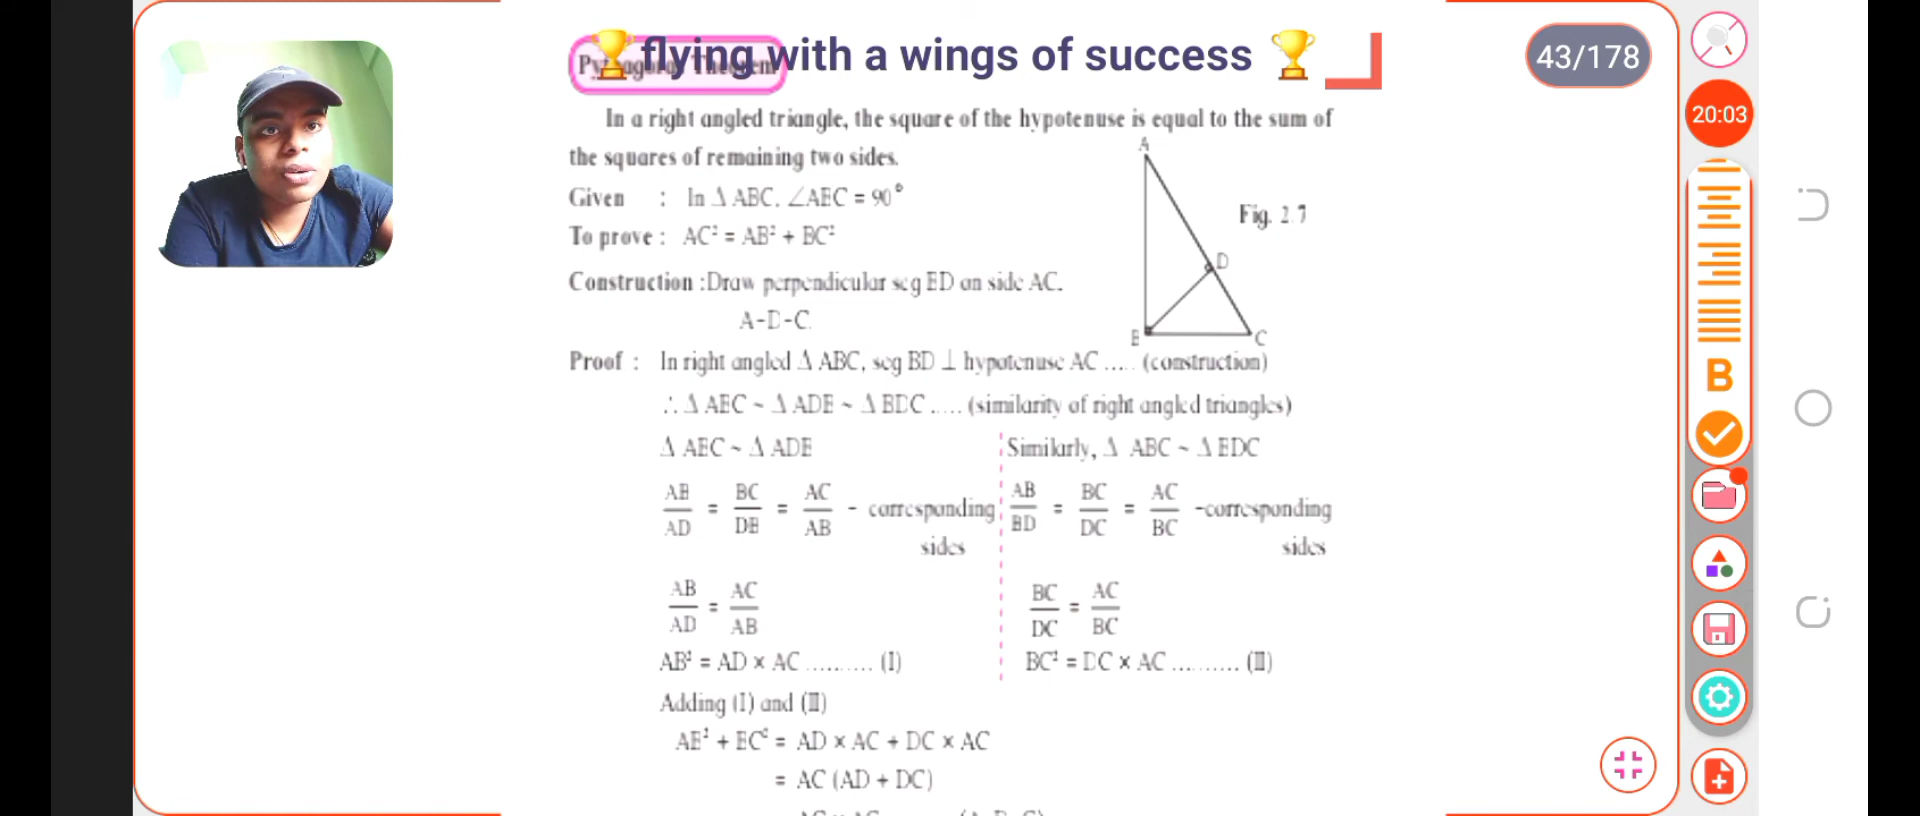 🏆flying with a wings of success 🏆
43/178
Pythagoras Theorem
20:03
In a right angled triangle, the square of the hypotenuse is equal to the sum of
the squares of remaining two sides.
Given : In Δ ABC, ∠ABC = 90°
To prove : AC² = AB² + BC²
Construction : Draw perpendicular seg BD on side AC.
A-D-C.
A
D
B
C
Fig. 2.7
Proof : In right angled Δ ABC, seg BD ⊥ hypotenuse AC ..... (construction)
∴ Δ ABC ~ Δ ADB ~ Δ BDC ..... (similarity of right angled triangles)
Δ ABC ~ Δ ADB
AB/AD = BC/DB = AC/AB - corresponding
sides
AB/AD = AC/AB
AB² = AD × AC .......... (I)
Similarly, Δ ABC ~ Δ BDC
AB/BD = BC/DC = AC/BC -corresponding
sides
BC/DC = AC/BC
BC² = DC × AC .......... (II)
Adding (I) and (II)
AB² + BC² = AD × AC + DC × AC
= AC (AD + DC)
B